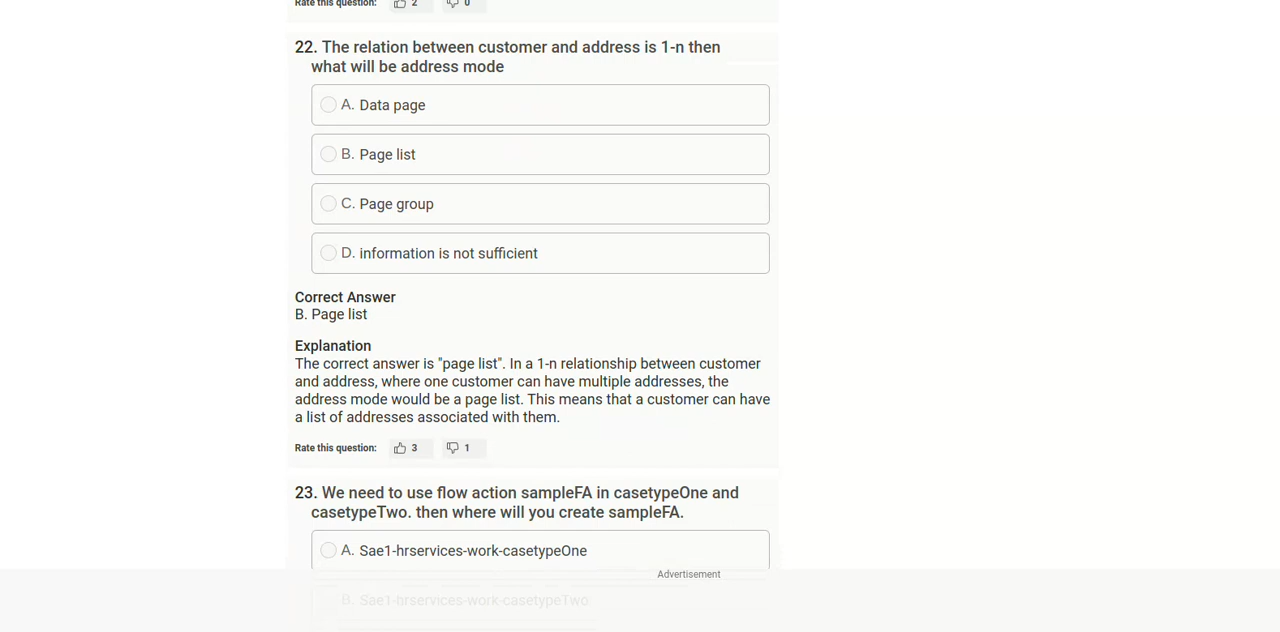 Rate this question: 2 0
22. The relation between customer and address is 1-n then
what will be address mode
A. Data page
B. Page list
C. Page group
D. information is not sufficient
Correct Answer
B. Page list
Explanation
The correct answer is "page list". In a 1-n relationship between customer
and address, where one customer can have multiple addresses, the
address mode would be a page list. This means that a customer can have
a list of addresses associated with them.
Rate this question: 3 1
23. We need to use flow action sampleFA in casetypeOne and
casetypeTwo. then where will you create sampleFA.
A. Sae1-hrservices-work-casetypeOne
Advertisement
B. Sae1-hrservices-work-casetypeTwo